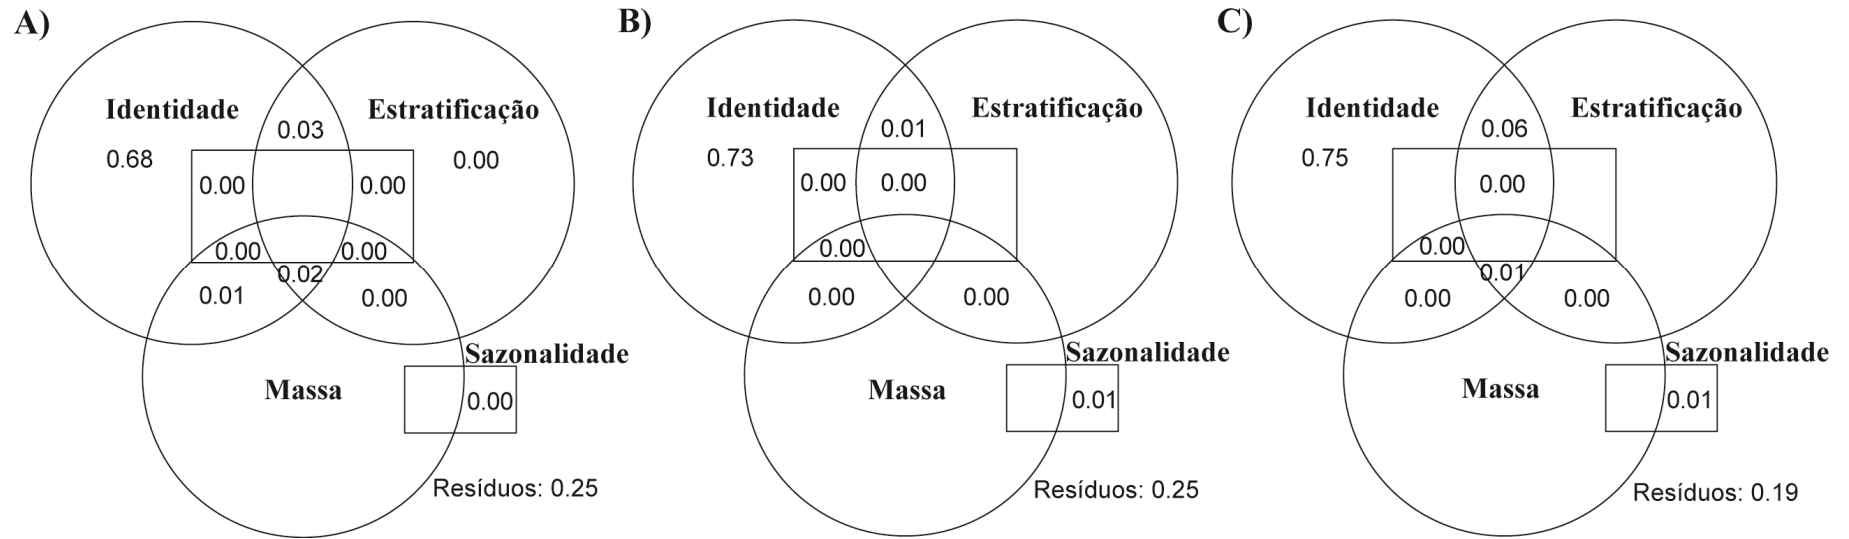 A)
Identidade
Estratificação
0.03
0.68
0.00
0.00
0.00
0.00
0.00
0.02
0.01
0.00
Sazonalidade
Massa
0.00
Resíduos: 0.25
B)
Identidade
Estratificação
0.01
0.73
0.00
0.00
0.00
0.00
0.00
Sazonalidade
Massa
0.01
Resíduos: 0.25
C)
Identidade
Estratificação
0.06
0.75
0.00
0.00
0.01
0.00
0.00
Sazonalidade
Massa
0.01
Resíduos: 0.19